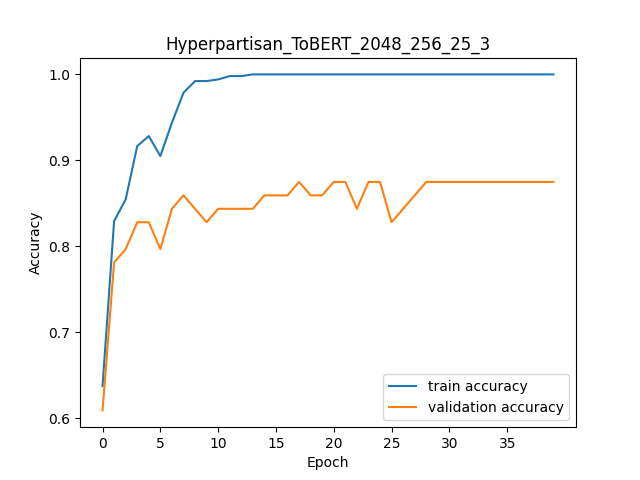 Hyperpartisan_ToBERT_2048_256_25_3
1.0
0.9
0.8
0.7
0.6
Accuracy
0 5 10 15 20 25 30 35
Epoch
train accuracy
validation accuracy